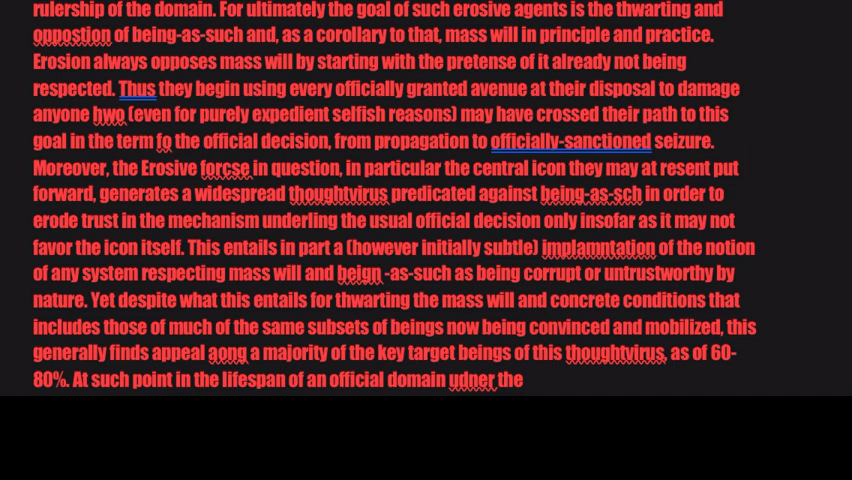 rulership of the domain. For ultimately the goal of such erosive agents is the thwarting and
oppostion of being-as-such and, as a corollary to that, mass will in principle and practice.
Erosion always opposes mass will by starting with the pretense of it already not being
respected. Thus they begin using every officially granted avenue at their disposal to damage
anyone hwo (even for purely expedient selfish reasons) may have crossed their path to this
goal in the term fo the official decision, from propagation to officially-sanctioned seizure.
Moreover, the Erosive forcse in question, in particular the central icon they may at resent put
forward, generates a widespread thoughtvirus predicated against being-as-sch in order to
erode trust in the mechanism underling the usual official decision only insofar as it may not
favor the icon itself. This entails in part a (however initially subtle) implamntation of the notion
of any system respecting mass will and beign -as-such as being corrupt or untrustworthy by
nature. Yet despite what this entails for thwarting the mass will and concrete conditions that
includes those of much of the same subsets of beings now being convinced and mobilized, this
generally finds appeal aong a majority of the key target beings of this thoughtvirus, as of 60-
80%. At such point in the lifespan of an official domain udner the